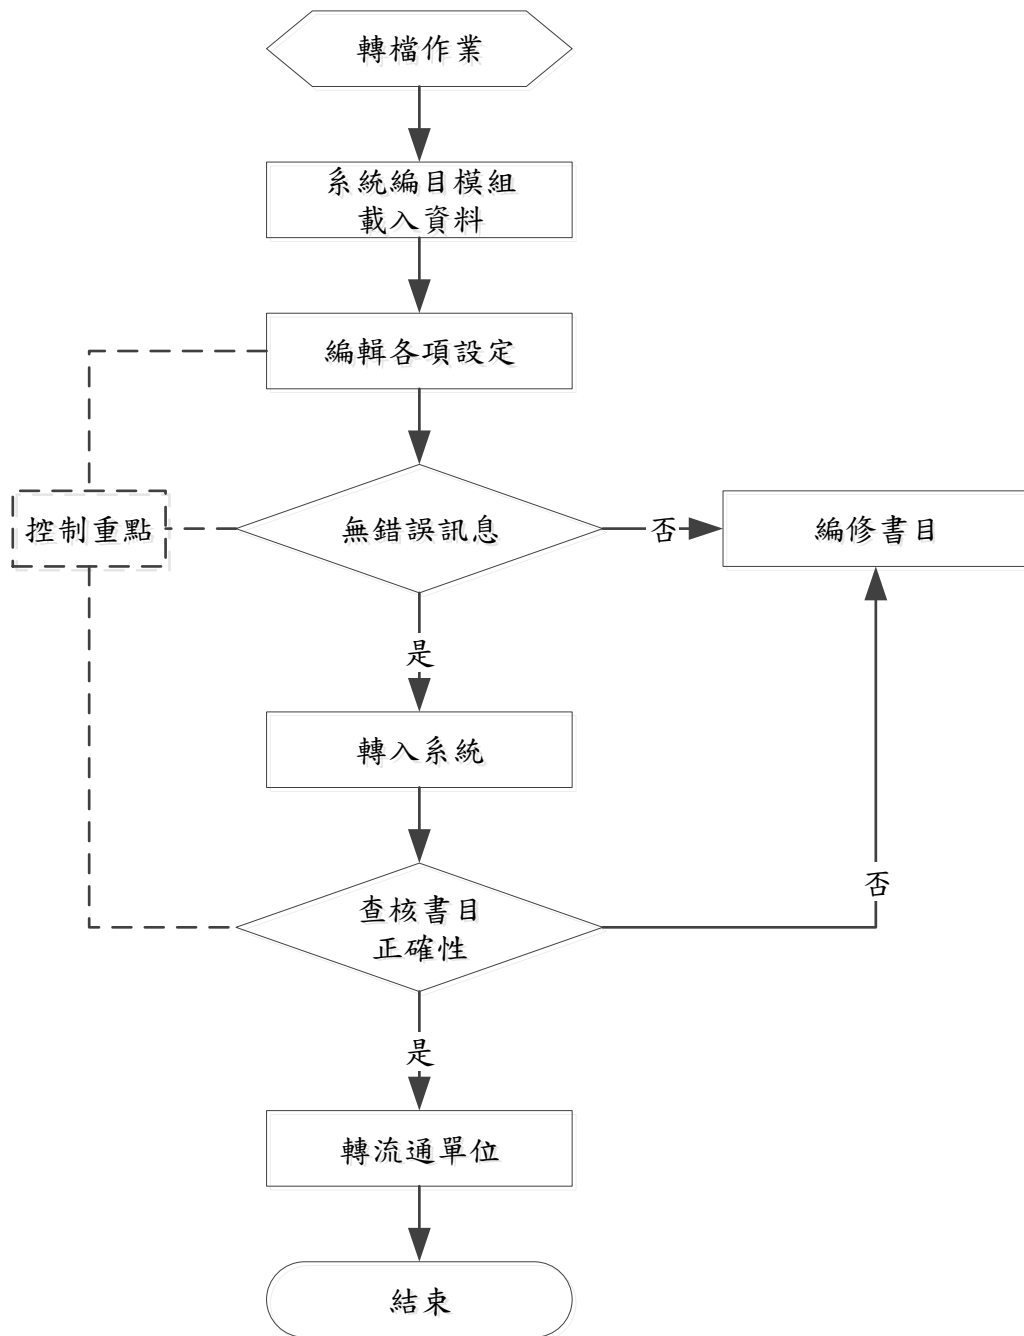 轉檔作業
系統編目模組
載入資料
編輯各項設定
控制重點
無錯誤訊息
否
編修書目
是
轉入系統
查核書目
正確性
否
是
轉流通單位
結束